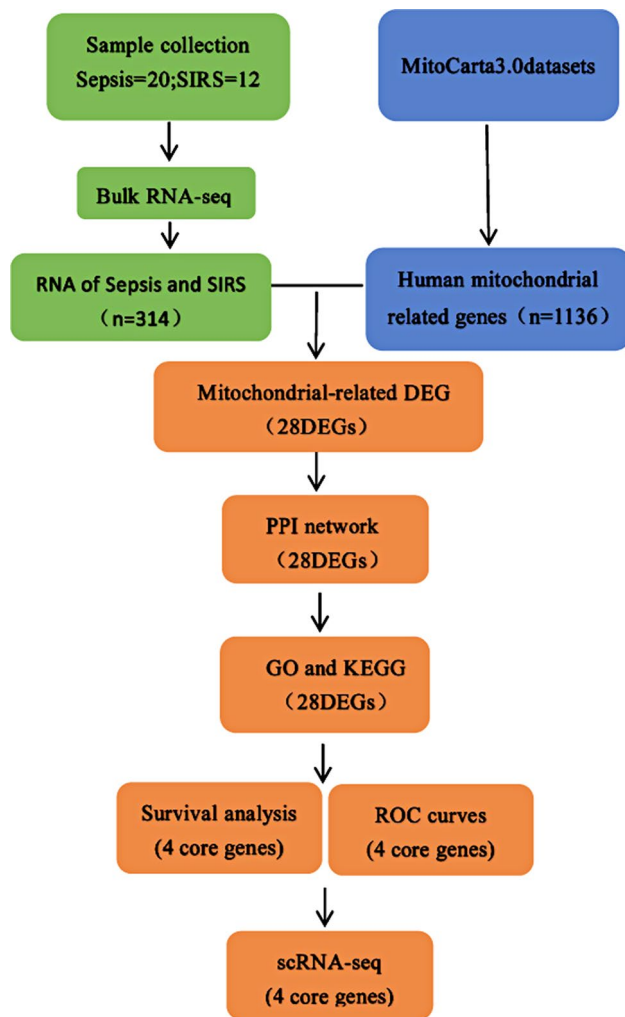 Sample collection
Sepsis=20;SIRS=12
MitoCarta3.0datasets
Bulk RNA-seq
RNA of Sepsis and SIRS
（n=314）
Human mitochondrial
related genes（n=1136）
Mitochondrial-related DEG
（28DEGs）
PPI network
（28DEGs）
GO and KEGG
（28DEGs）
Survival analysis
(4 core genes)
ROC curves
(4 core genes)
scRNA-seq
(4 core genes)